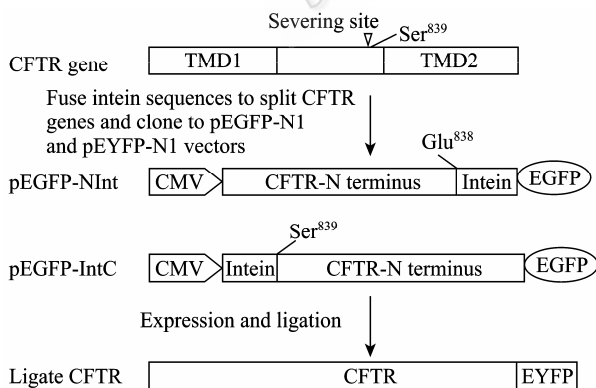 Severing site
Ser839
CFTR gene TMD1 TMD2
Fuse intein sequences to split CFTR
genes and clone to pEGFP-N1
and pEYFP-N1 vectors
Glu838
pEGFP-NInt CMV CFTR-N terminus Intein EGFP
Ser839
pEGFP-IntC CMV Intein CFTR-N terminus EGFP
Expression and ligation
Ligate CFTR CFTR EYFP